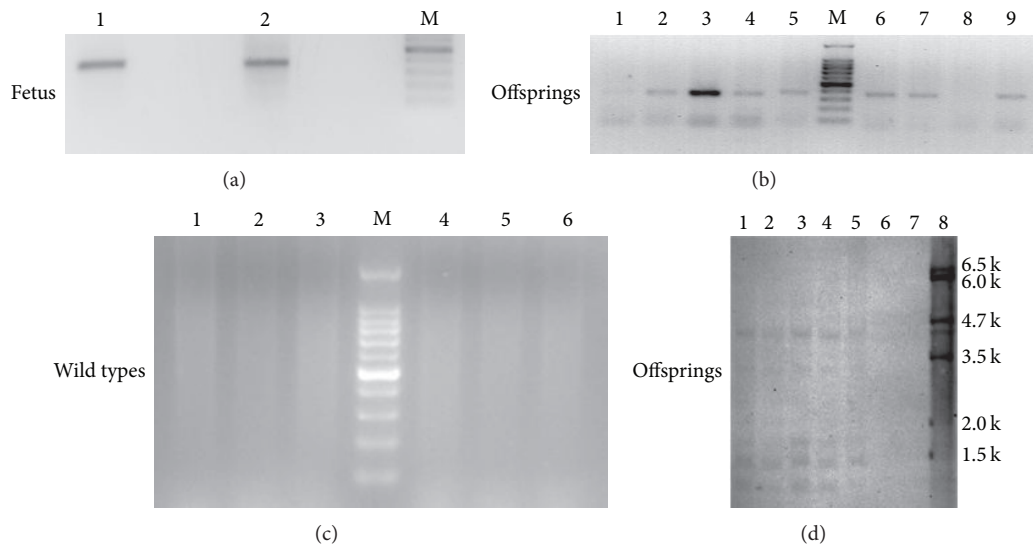 1 2 M
Fetus
(a)
1 2 3 4 5 M 6 7 8 9
Offsprings
(b)
1 2 3 M 4 5 6
Wild types
(c)
1 2 3 4 5 6 7 8
6.5 k
6.0 k
4.7 k
3.5 k
2.0 k
1.5 k
Offsprings
(d)